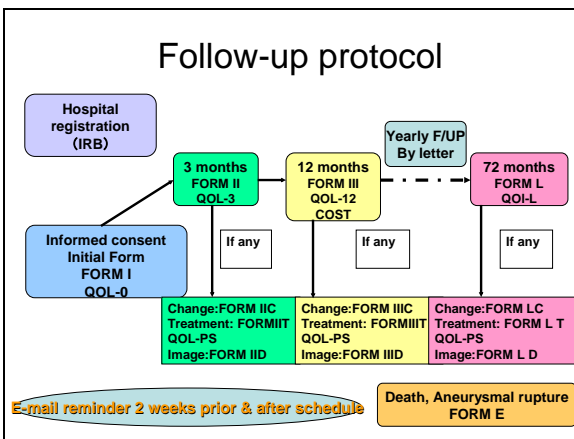 Follow-up protocol
Hospital
registration
(IRB)
Yearly F/UP
By letter
3 months
FORM II
QOL-3
12 months
FORM III
QOL-12
COST
72 months
FORM L
QOI-L
Informed consent
Initial Form
FORM I
QOL-0
If any
If any
If any
Change:FORM IIC
Treatment: FORMIIT
QOL-PS
Image:FORM IID
Change:FORM IIIC
Treatment:FORMIIIT
QOL-PS
Image:FORM IIID
Change:FORM LC
Treatment:FORM L T
QOL-PS
Image:FORM L D
E-mail reminder 2 weeks prior & after schedule
Death, Aneurysmal rupture
FORM E